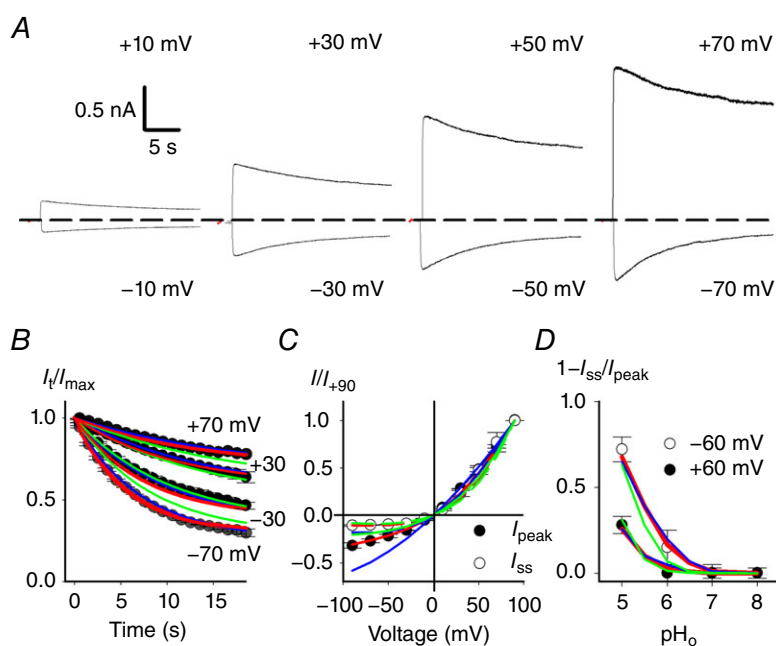 A
+10 mV +30 mV +50 mV +70 mV
0.5 nA
5 s
−10 mV −30 mV −50 mV −70 mV
B
It/Imax
1.0
0.5
0.0
+70 mV
+30
−30
−70 mV
0 5 10 15
Time (s)
C
I/I+90
1.0
0.5
0.0
−0.5
Ipeak
Iss
−100 −50 0 50 100
Voltage (mV)
D
1−Iss/Ipeak
1.0
0.0
−60 mV
+60 mV
5 6 7 8
pHo